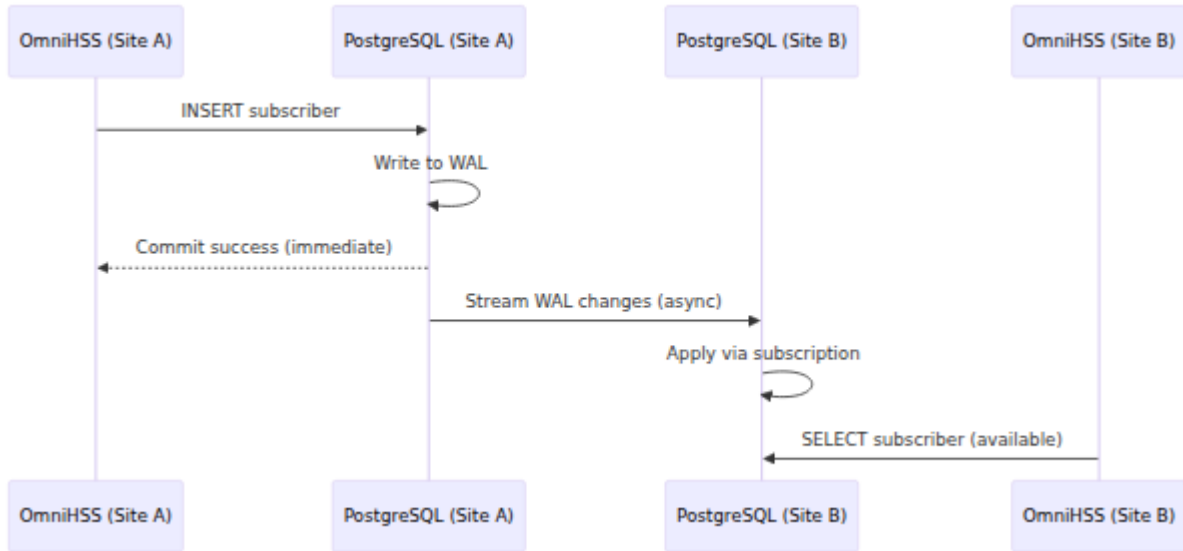 OmniHSS (Site A)
PostgreSQL (Site A)
PostgreSQL (Site B)
OmniHSS (Site B)
INSERT subscriber
Write to WAL
Commit success (immediate)
Stream WAL changes (async)
Apply via subscription
SELECT subscriber (available)
OmniHSS (Site A)
PostgreSQL (Site A)
PostgreSQL (Site B)
OmniHSS (Site B)